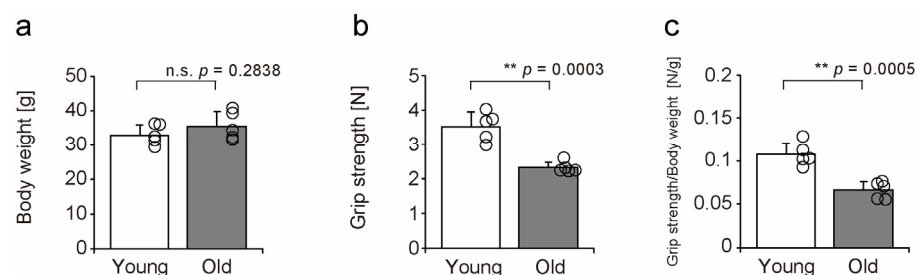 a
n.s. p = 0.2838
Body weight [g]
50
40
30
20
10
0
Young Old
b
** p = 0.0003
Grip strength [N]
5
4
3
2
1
0
Young Old
c
** p = 0.0005
Grip strength/Body weight [N/g]
0.2
0.15
0.1
0.05
0
Young Old